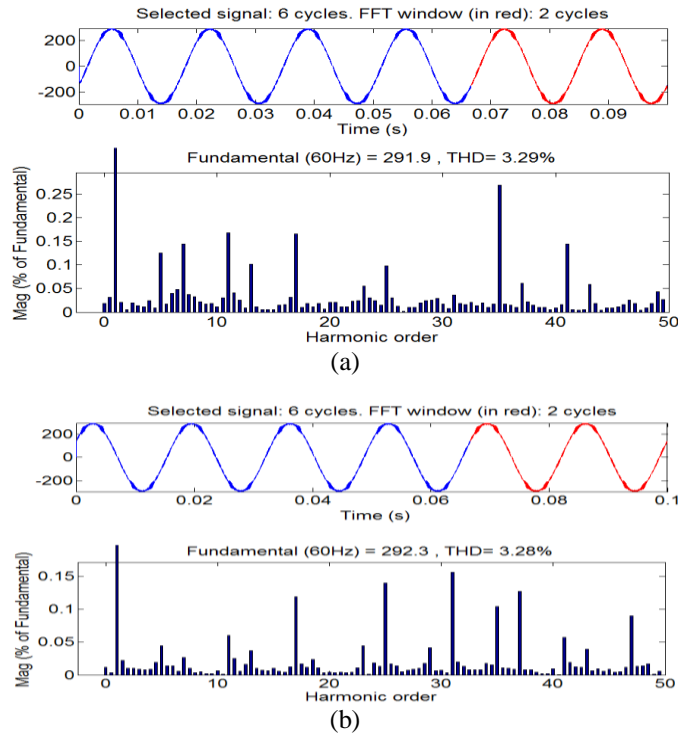 Selected signal: 6 cycles. FFT window (in red): 2 cycles
200
0
-200
0 0.01 0.02 0.03 0.04 0.05 0.06 0.07 0.08 0.09
Time (s)
Fundamental (60Hz) = 291.9 , THD= 3.29%
Mag (% of Fundamental)
0.25
0.2
0.15
0.1
0.05
0
0 10 20 30 40 50
Harmonic order
(a)
Selected signal: 6 cycles. FFT window (in red): 2 cycles
200
0
-200
0 0.02 0.04 0.06 0.08 0.1
Time (s)
Fundamental (60Hz) = 292.3 , THD= 3.28%
Mag (% of Fundamental)
0.15
0.1
0.05
0
0 10 20 30 40 50
Harmonic order
(b)